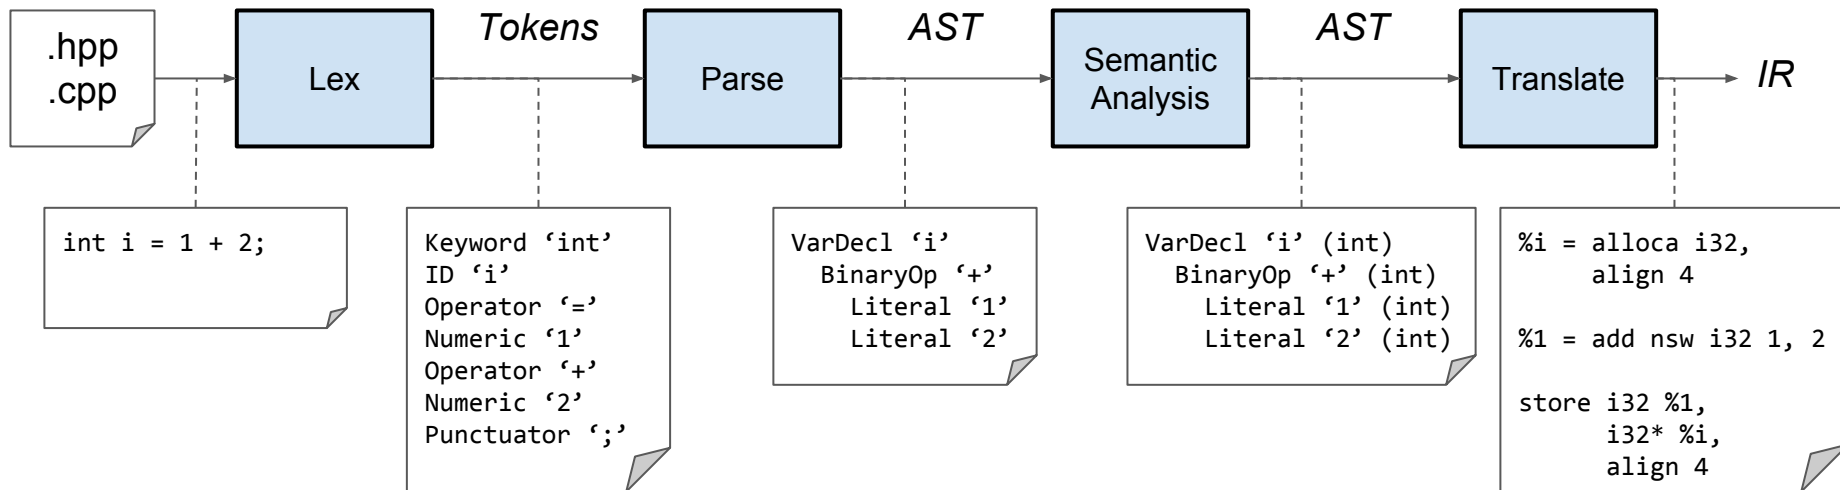 .hpp
.cpp
Lex
Tokens
Parse
AST
Semantic
Analysis
AST
Translate
IR
int i = 1 + 2;
Keyword ‘int’
ID ‘i’
Operator ‘=’
Numeric ‘1’
Operator ‘+’
Numeric ‘2’
Punctuator ‘;’
VarDecl ‘i’
BinaryOp ‘+’
Literal ‘1’
Literal ‘2’
VarDecl ‘i’ (int)
BinaryOp ‘+’ (int)
Literal ‘1’ (int)
Literal ‘2’ (int)
%i = alloca i32,
align 4
%1 = add nsw i32 1, 2
store i32 %1,
i32* %i,
align 4